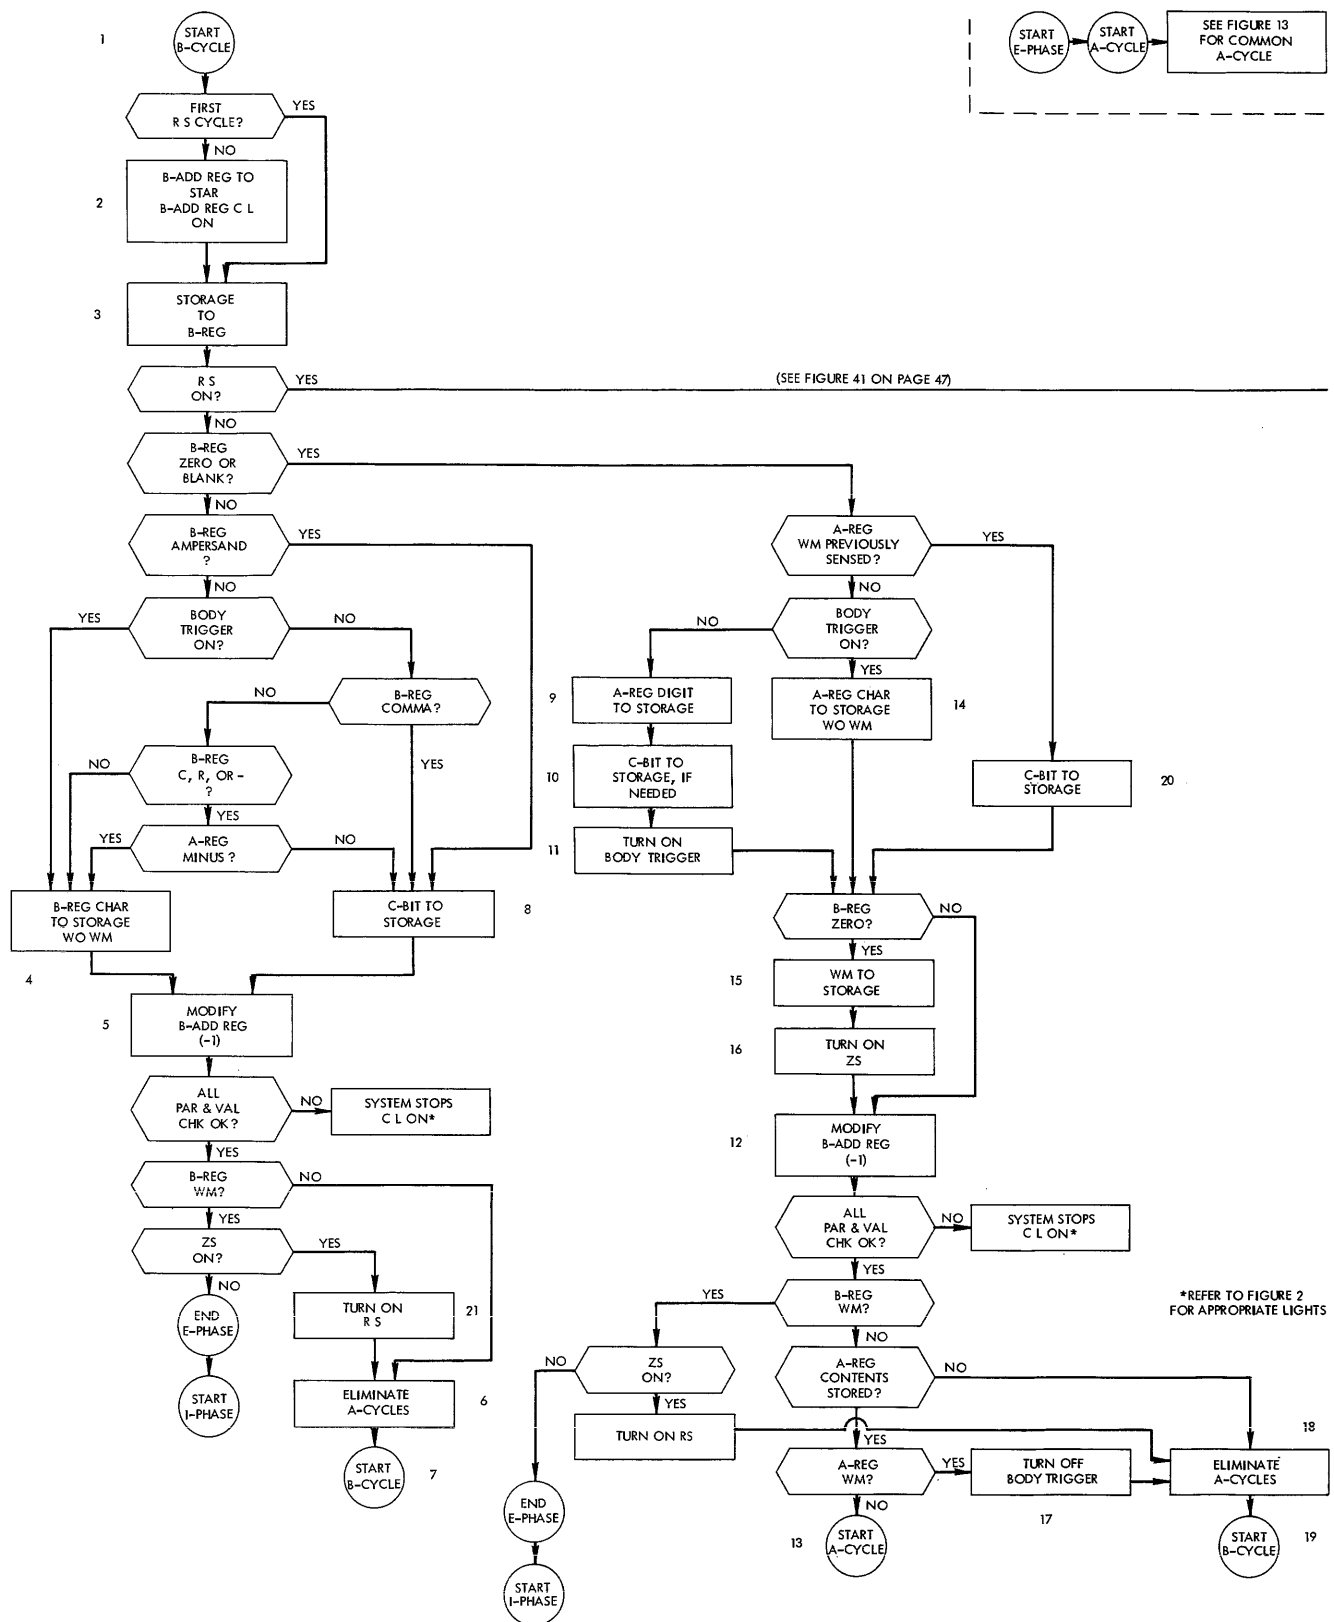 1
START
B-CYCLE
START
E-PHASE
START
A-CYCLE
SEE FIGURE 13
FOR COMMON
A-CYCLE
FIRST
R S CYCLE?
YES
NO
2
B-ADD REG TO
STAR
B-ADD REG C L
ON
3
STORAGE
TO
B-REG
R S
ON?
YES
(SEE FIGURE 41 ON PAGE 47)
NO
B-REG
ZERO OR
BLANK?
YES
NO
B-REG
AMPERSAND
?
YES
NO
A-REG
WM PREVIOUSLY
SENSED?
YES
NO
YES
BODY
TRIGGER
ON?
NO
NO
BODY
TRIGGER
ON?
YES
NO
B-REG
COMMA?
YES
9
A-REG DIGIT
TO STORAGE
A-REG CHAR
TO STORAGE
WO WM
14
NO
B-REG
C, R, OR -
?
YES
10
C-BIT TO
STORAGE, IF
NEEDED
C-BIT TO
STORAGE
20
YES
A-REG
MINUS ?
NO
11
TURN ON
BODY TRIGGER
B-REG CHAR
TO STORAGE
WO WM
4
C-BIT TO
STORAGE
8
B-REG
ZERO?
NO
YES
15
WM TO
STORAGE
5
MODIFY
B-ADD REG
(-1)
16
TURN ON
ZS
ALL
PAR & VAL
CHK OK?
NO
SYSTEM STOPS
C L ON*
YES
12
MODIFY
B-ADD REG
(-1)
B-REG
WM?
NO
YES
ALL
PAR & VAL
CHK OK?
NO
SYSTEM STOPS
C L ON*
YES
ZS
ON?
YES
NO
TURN ON
R S
21
YES
B-REG
WM?
NO
*REFER TO FIGURE 2
FOR APPROPRIATE LIGHTS
END
E-PHASE
START
I-PHASE
ELIMINATE
A-CYCLES
6
START
B-CYCLE
7
NO
ZS
ON?
YES
A-REG
CONTENTS
STORED?
NO
YES
TURN ON RS
A-REG
WM?
YES
NO
TURN OFF
BODY TRIGGER
17
18
ELIMINATE
A-CYCLES
END
E-PHASE
START
I-PHASE
13
START
A-CYCLE
START
B-CYCLE
19